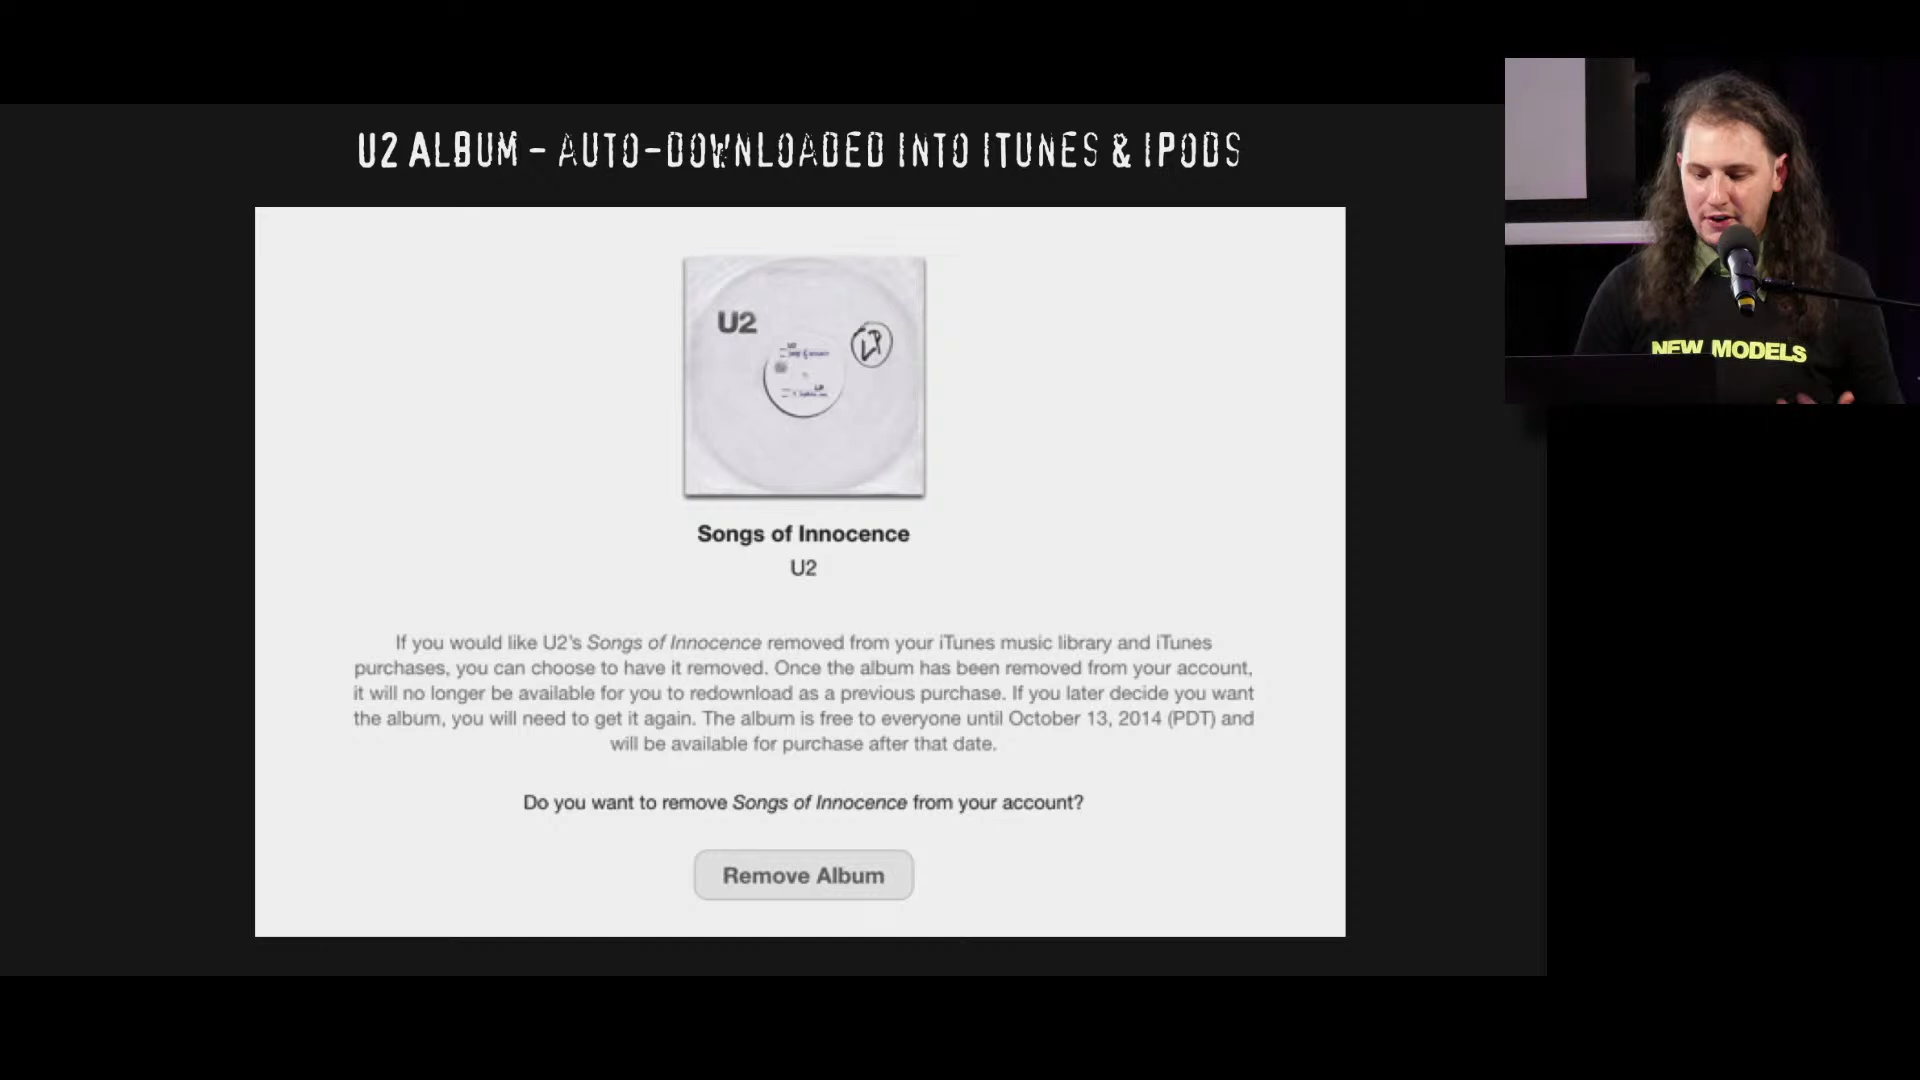 U2 ALBUM - AUTO-DOWNLOADED INTO ITUNES & IPODS
U2
LP
NEW MODELS
Songs of Innocence
U2
If you would like U2's Songs of Innocence removed from your iTunes music library and iTunes
purchases, you can choose to have it removed. Once the album has been removed from your account,
it will no longer be available for you to redownload as a previous purchase. If you later decide you want
the album, you will need to get it again. The album is free to everyone until October 13, 2014 (PDT) and
will be available for purchase after that date.
Do you want to remove Songs of Innocence from your account?
Remove Album